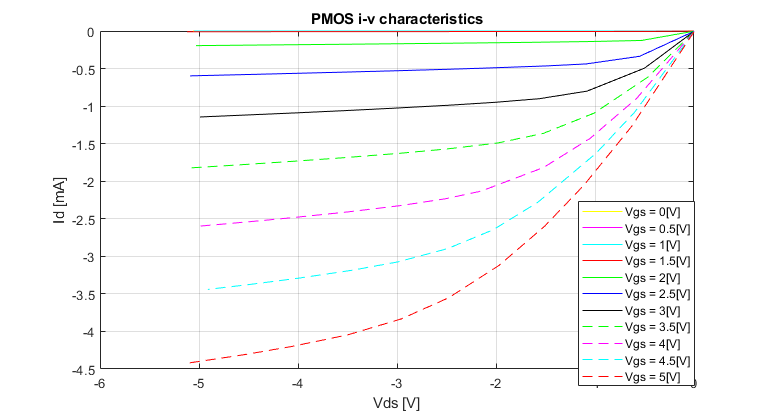 PMOS i-v characteristics
0
-0.5
-1
-1.5
-2
-2.5
-3
-3.5
-4
-4.5
Id [mA]
Vgs = 0[V]
Vgs = 0.5[V]
Vgs = 1[V]
Vgs = 1.5[V]
Vgs = 2[V]
Vgs = 2.5[V]
Vgs = 3[V]
Vgs = 3.5[V]
Vgs = 4[V]
Vgs = 4.5[V]
Vgs = 5[V]
-6 -5 -4 -3 -2
Vds [V]